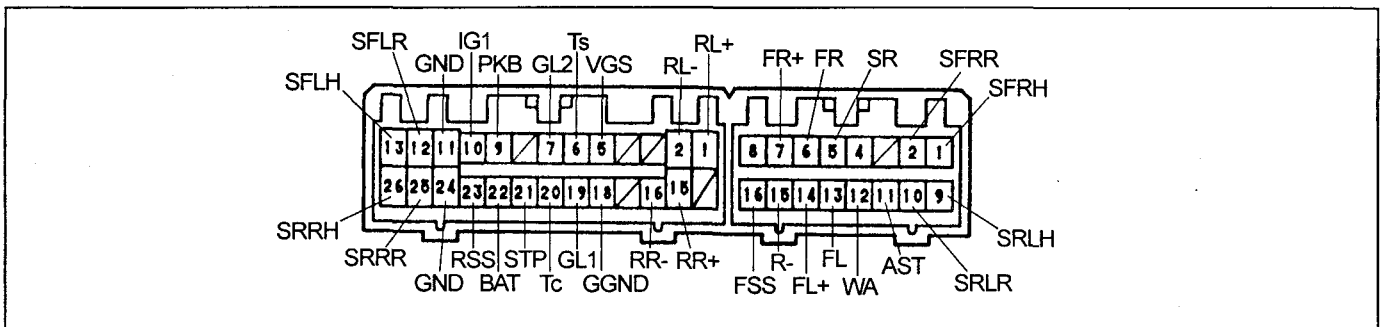 SFLR IG1 Ts RL+
GND PKB GL2 VGS RL- FR+ FR SR SFRR
SFLH SFRH
13 12 11 10 9 7 6 5 2 1 8 7 6 5 4 2 1
26 25 24 23 22 21 20 19 18 16 15 16 15 14 13 12 11 10 9
SRRH SRLH
SRRR RSS STP GL1 RR- RR+ R- FL AST
GND BAT Tc GGND FSS FL+ WA SRLR